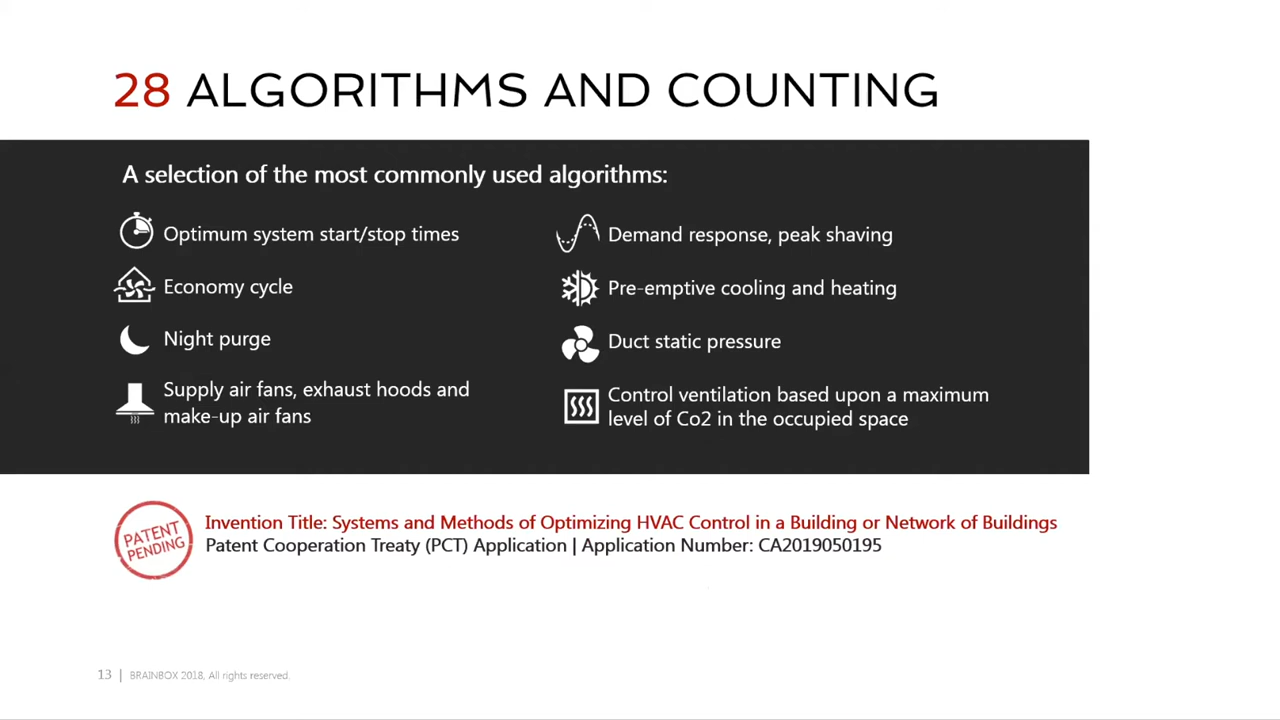 28 ALGORITHMS AND COUNTING
A selection of the most commonly used algorithms:
Optimum system start/stop times
Economy cycle
Night purge
Supply air fans, exhaust hoods and
make-up air fans
Demand response, peak shaving
Pre-emptive cooling and heating
Duct static pressure
Control ventilation based upon a maximum
level of Co2 in the occupied space
PATENT
PENDING
Invention Title: Systems and Methods of Optimizing HVAC Control in a Building or Network of Buildings
Patent Cooperation Treaty (PCT) Application | Application Number: CA2019050195
13 | BRAINBOX 2018, All rights reserved.